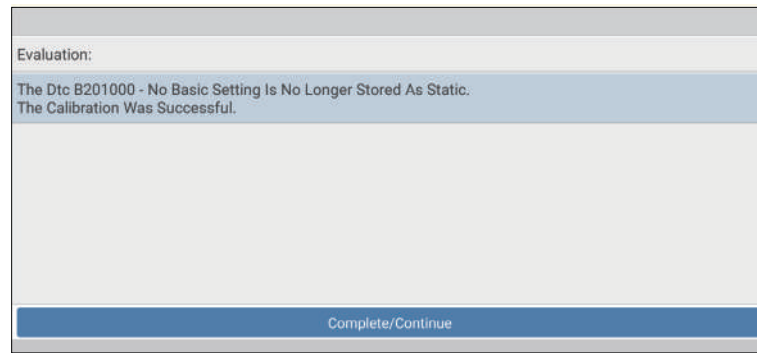 Evaluation:
The Dtc B201000 - No Basic Setting Is No Longer Stored As Static.
The Calibration Was Successful.
Complete/Continue